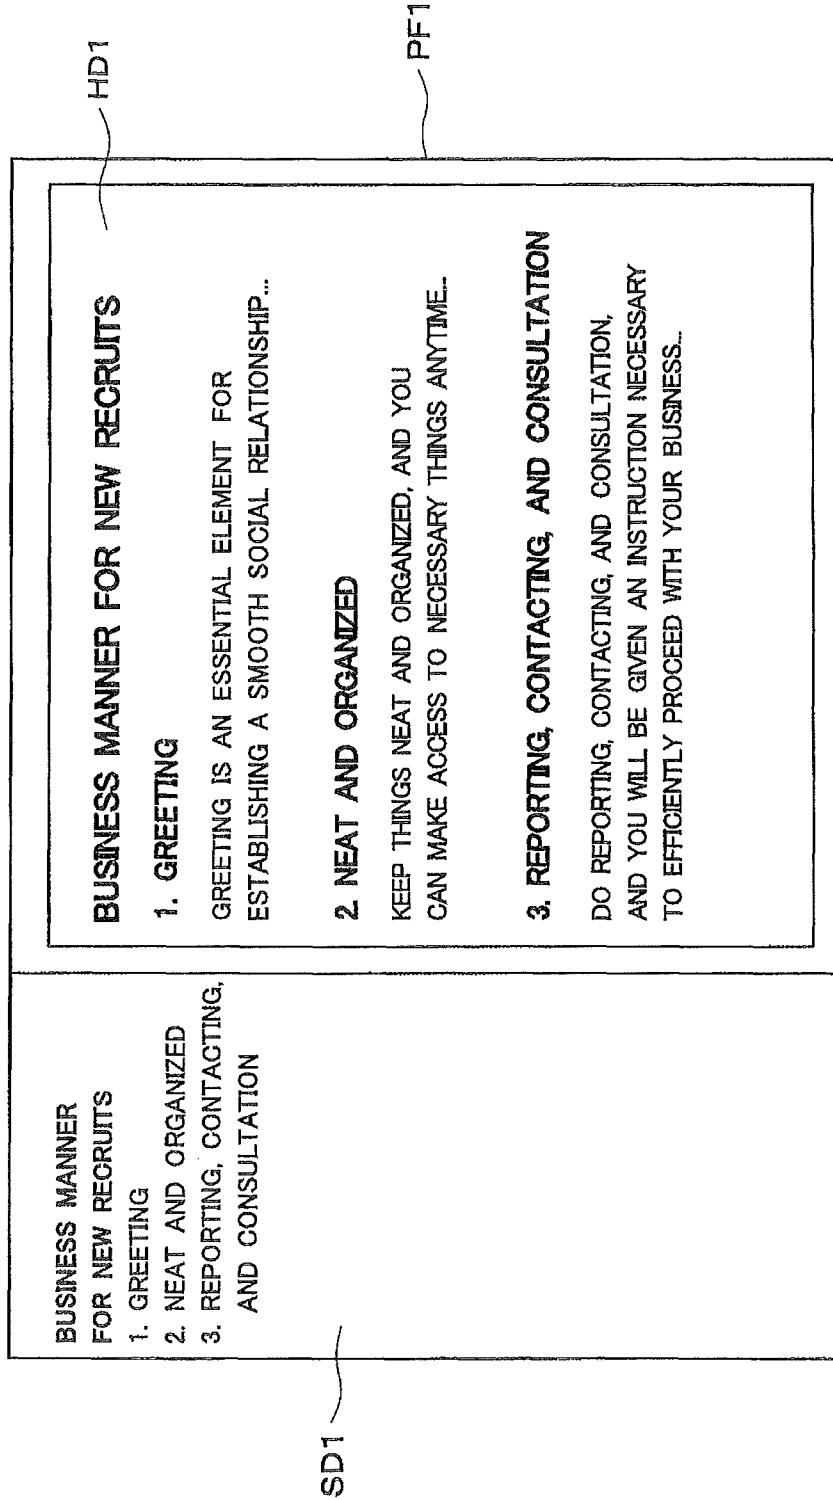 BUSINESS MANNER
FOR NEW RECRUITS
1. GREETING
2. NEAT AND ORGANIZED
3. REPORTING, CONTACTING,
AND CONSULTATION
SD1
BUSINESS MANNER FOR NEW RECRUITS
1. GREETING
GREETING IS AN ESSENTIAL ELEMENT FOR
ESTABLISHING A SMOOTH SOCIAL RELATIONSHIP...
2. NEAT AND ORGANIZED
KEEP THINGS NEAT AND ORGANIZED, AND YOU
CAN MAKE ACCESS TO NECESSARY THINGS ANYTIME...
3. REPORTING, CONTACTING, AND CONSULTATION
DO REPORTING, CONTACTING, AND CONSULTATION,
AND YOU WILL BE GIVEN AN INSTRUCTION NECESSARY
TO EFFICIENTLY PROCEED WITH YOUR BUSINESS...
HD1
PF1